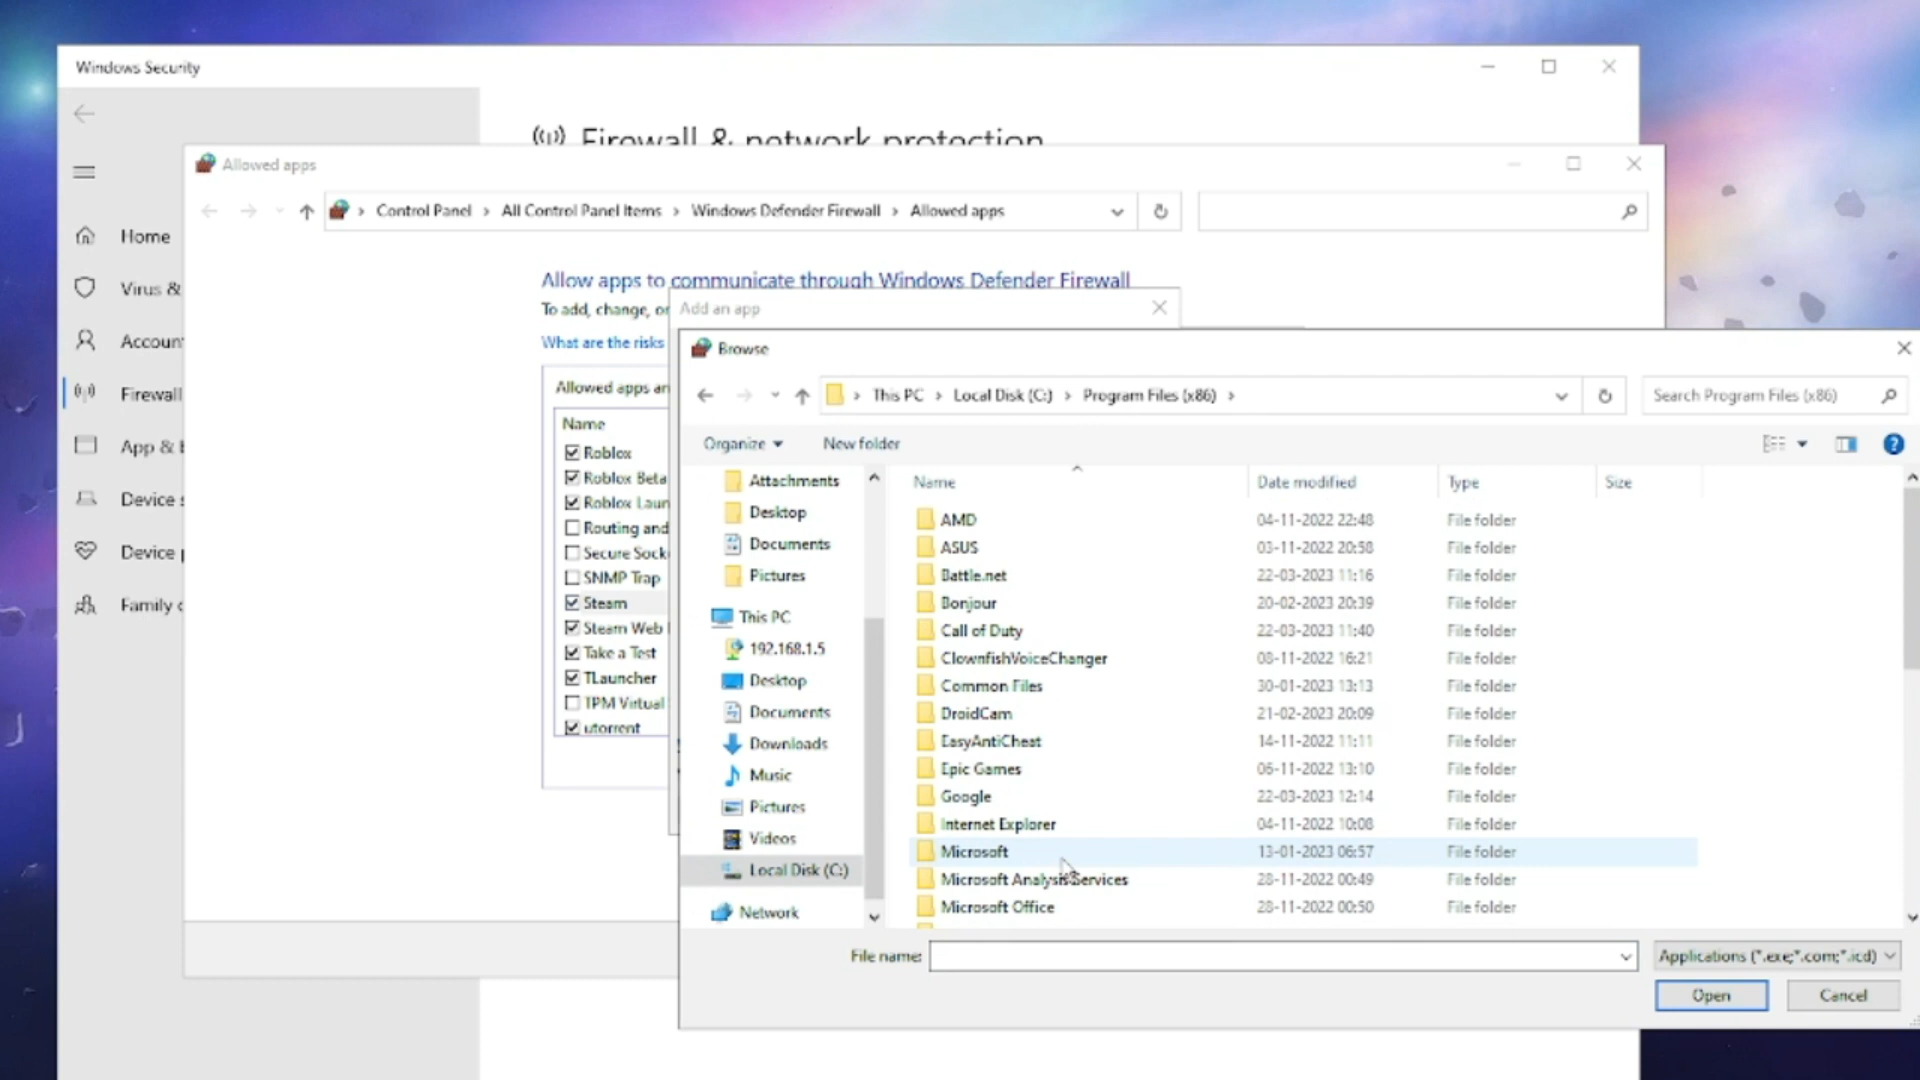 Windows Security
Firewall & network protection
Allowed apps
Control Panel > All Control Panel Items > Windows Defender Firewall > Allowed apps
Home
Virus &
Accoun
Firewall
App & b
Device s
Device p
Family o
Allow apps to communicate through Windows Defender Firewall
To add, change, or
What are the risks
Allowed apps an
Name
Roblox
Roblox Beta
Roblox Laun
Routing and
Secure Sock
SNMP Trap
Steam
Steam Web
Take a Test
TLauncher
TPM Virtual
utorrent
Add an app
Browse
This PC > Local Disk (C:) > Program Files (x86) >
Search Program Files (x86)
Organize
New folder
Attachments
Desktop
Documents
Pictures
This PC
192.168.1.5
Desktop
Documents
Downloads
Music
Pictures
Videos
Local Disk (C:)
Network
Name Date modified Type Size
AMD 04-11-2022 22:48 File folder
ASUS 03-11-2022 20:58 File folder
Battle.net 22-03-2023 11:16 File folder
Bonjour 20-02-2023 20:39 File folder
Call of Duty 22-03-2023 11:40 File folder
ClownfishVoiceChanger 08-11-2022 16:21 File folder
Common Files 30-01-2023 13:13 File folder
DroidCam 21-02-2023 20:09 File folder
EasyAntiCheat 14-11-2022 11:11 File folder
Epic Games 06-11-2022 13:10 File folder
Google 22-03-2023 12:14 File folder
Internet Explorer 04-11-2022 10:08 File folder
Microsoft 13-01-2023 06:57 File folder
Microsoft Analysis Services 28-11-2022 00:49 File folder
Microsoft Office 28-11-2022 00:50 File folder
File name:
Applications (*.exe;*.com;*.icd)
Open
Cancel